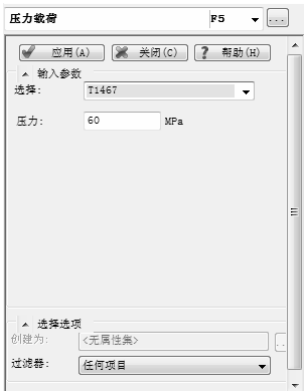 压力载荷 F5 ...
应用(A) 关闭(C) ? 帮助(H)
输入参数
选择: T1467
压力: 60 MPa
选择选项
创建为: <无属性集> ..
过滤器: 任何项目